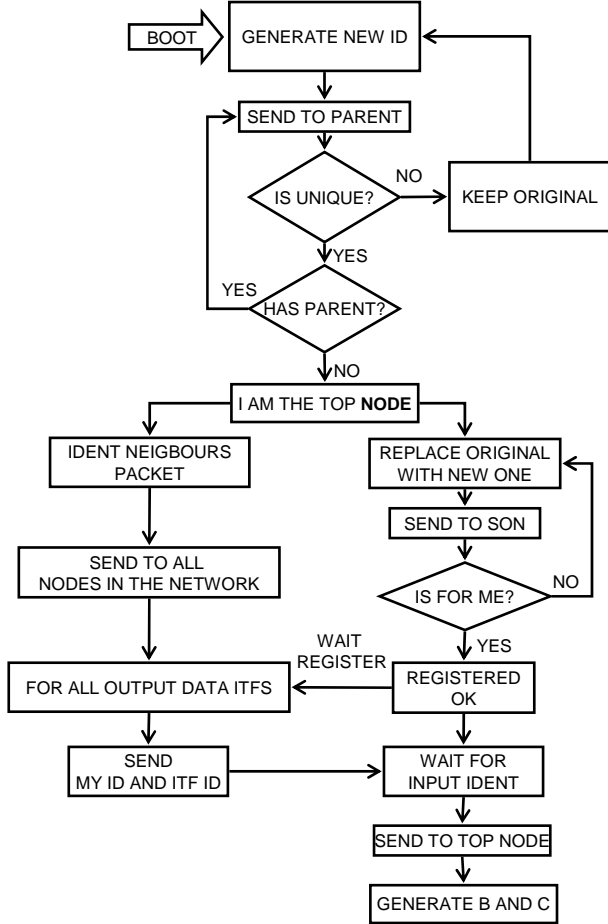 BOOT
GENERATE NEW ID
SEND TO PARENT
IS UNIQUE?
NO
KEEP ORIGINAL
YES
YES
HAS PARENT?
NO
I AM THE TOP NODE
IDENT NEIGBOURS
PACKET
REPLACE ORIGINAL
WITH NEW ONE
SEND TO SON
SEND TO ALL
NODES IN THE NETWORK
IS FOR ME?
NO
WAIT
REGISTER
YES
FOR ALL OUTPUT DATA ITFS
REGISTERED
OK
SEND
MY ID AND ITF ID
WAIT FOR
INPUT IDENT
SEND TO TOP NODE
GENERATE B AND C